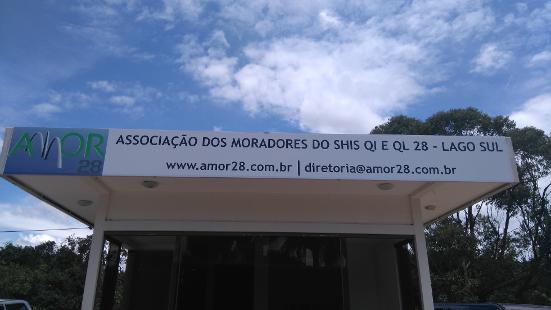 AMOR
28
ASSOCIAÇÃO DOS MORADORES DO SHIS QI E QL 28 - LAGO SUL
www.amor28.com.br | diretoria@amor28.com.br